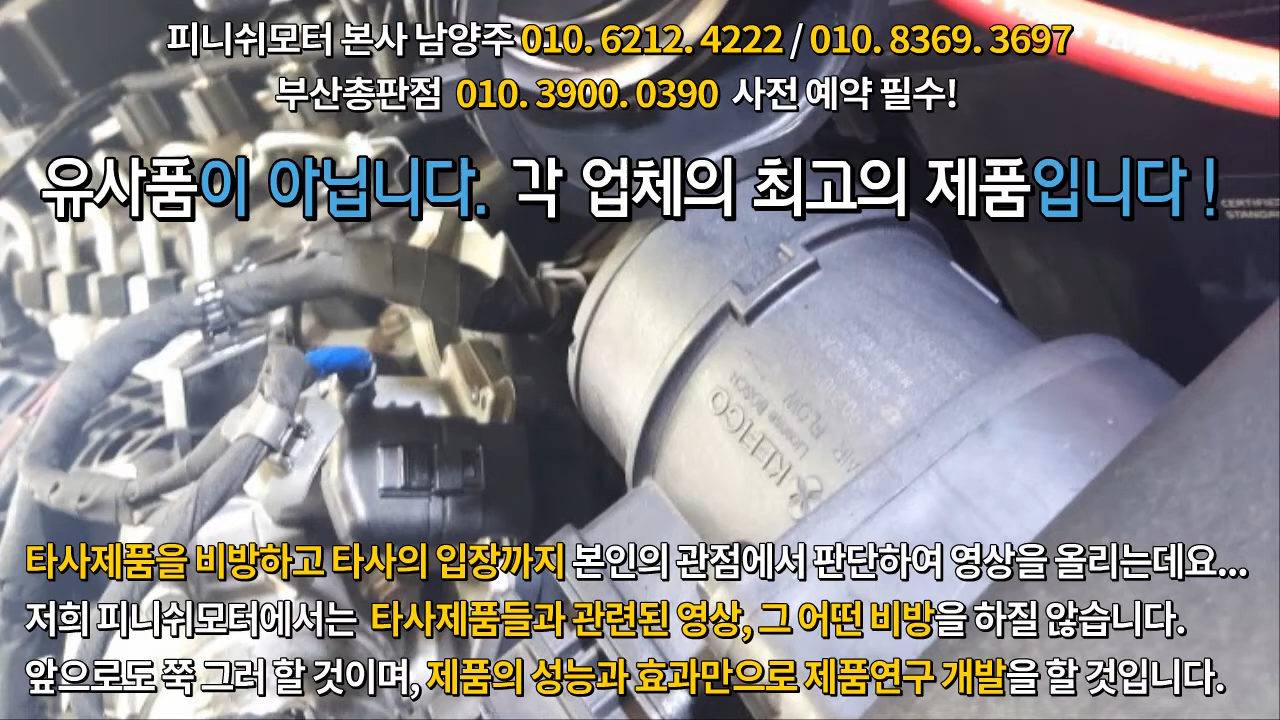 피니쉬모터 본사 남양주 010. 6212. 4222 / 010. 8369. 3697
부산총판점 010. 3900. 0390 사전 예약 필수!
유사품이 아닙니다. 각 업체의 최고의 제품입니다 !
CERTIFIED
KEFICO
AIR FLOW
타사제품을 비방하고 타사의 입장까지 본인의 관점에서 판단하여 영상을 올리는데요...
저희 피니쉬모터에서는 타사제품들과 관련된 영상, 그 어떤 비방을 하질 않습니다.
앞으로도 쭉 그러 할 것이며, 제품의 성능과 효과만으로 제품연구 개발을 할 것입니다.